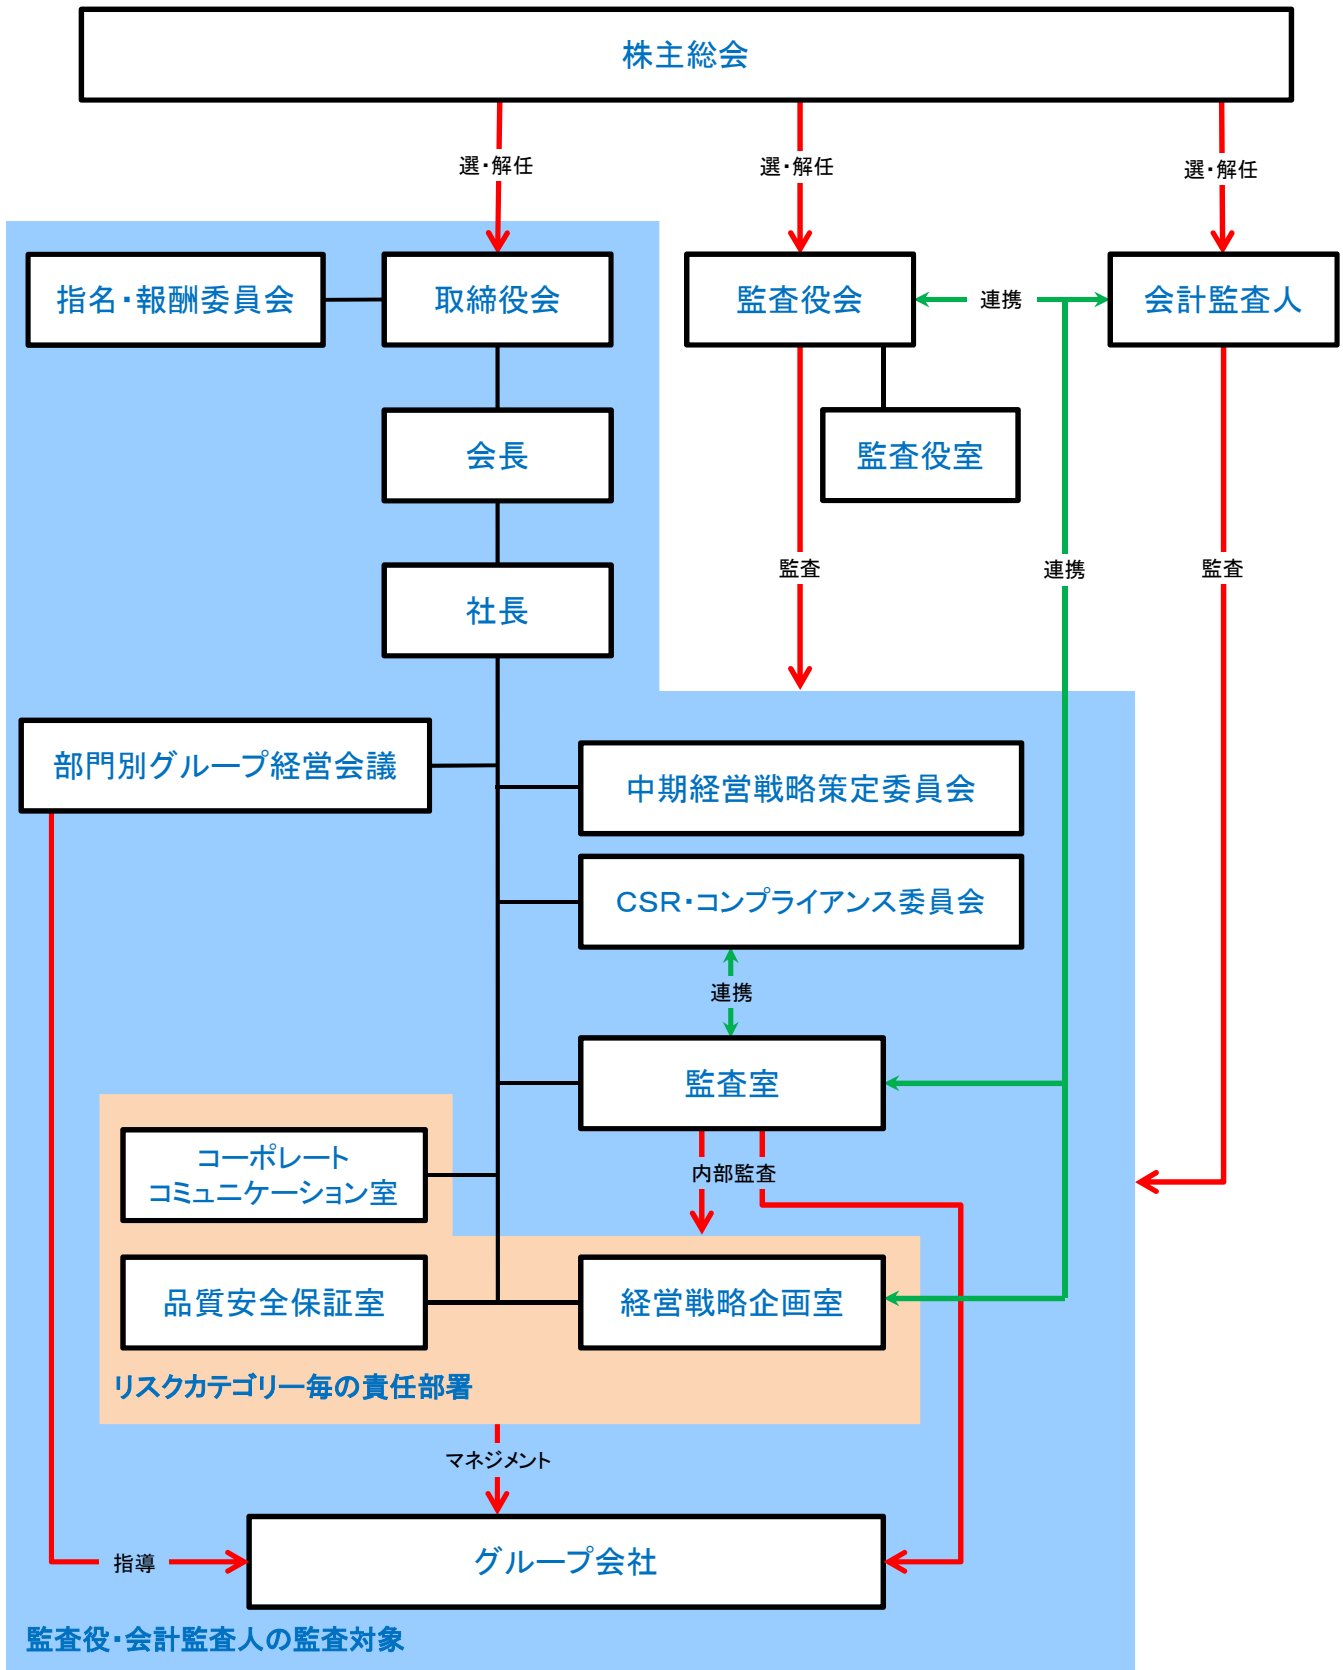 株主総会
選・解任
選・解任
選・解任
指名・報酬委員会
取締役会
監査役会
連携
会計監査人
会長
監査役室
監査
連携
監査
社長
部門別グループ経営会議
中期経営戦略策定委員会
CSR・コンプライアンス委員会
連携
監査室
コーポレート
コミュニケーション室
内部監査
品質安全保証室
経営戦略企画室
リスクカテゴリー毎の責任部署
マネジメント
指導
グループ会社
監査役・会計監査人の監査対象